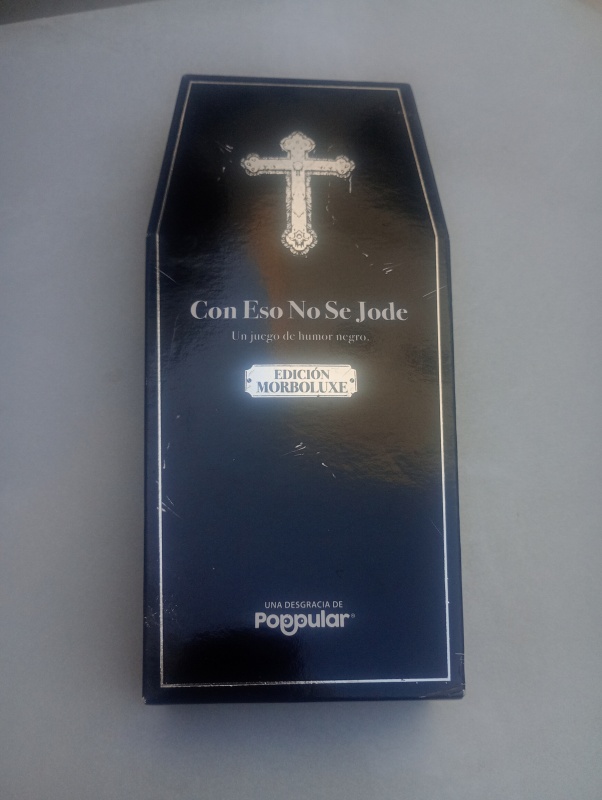 Con Eso No Se Jode
Un juego de humor negro.
EDICIÓN
MORBOLUXE
UNA DESGRACIA DE
Poppular®